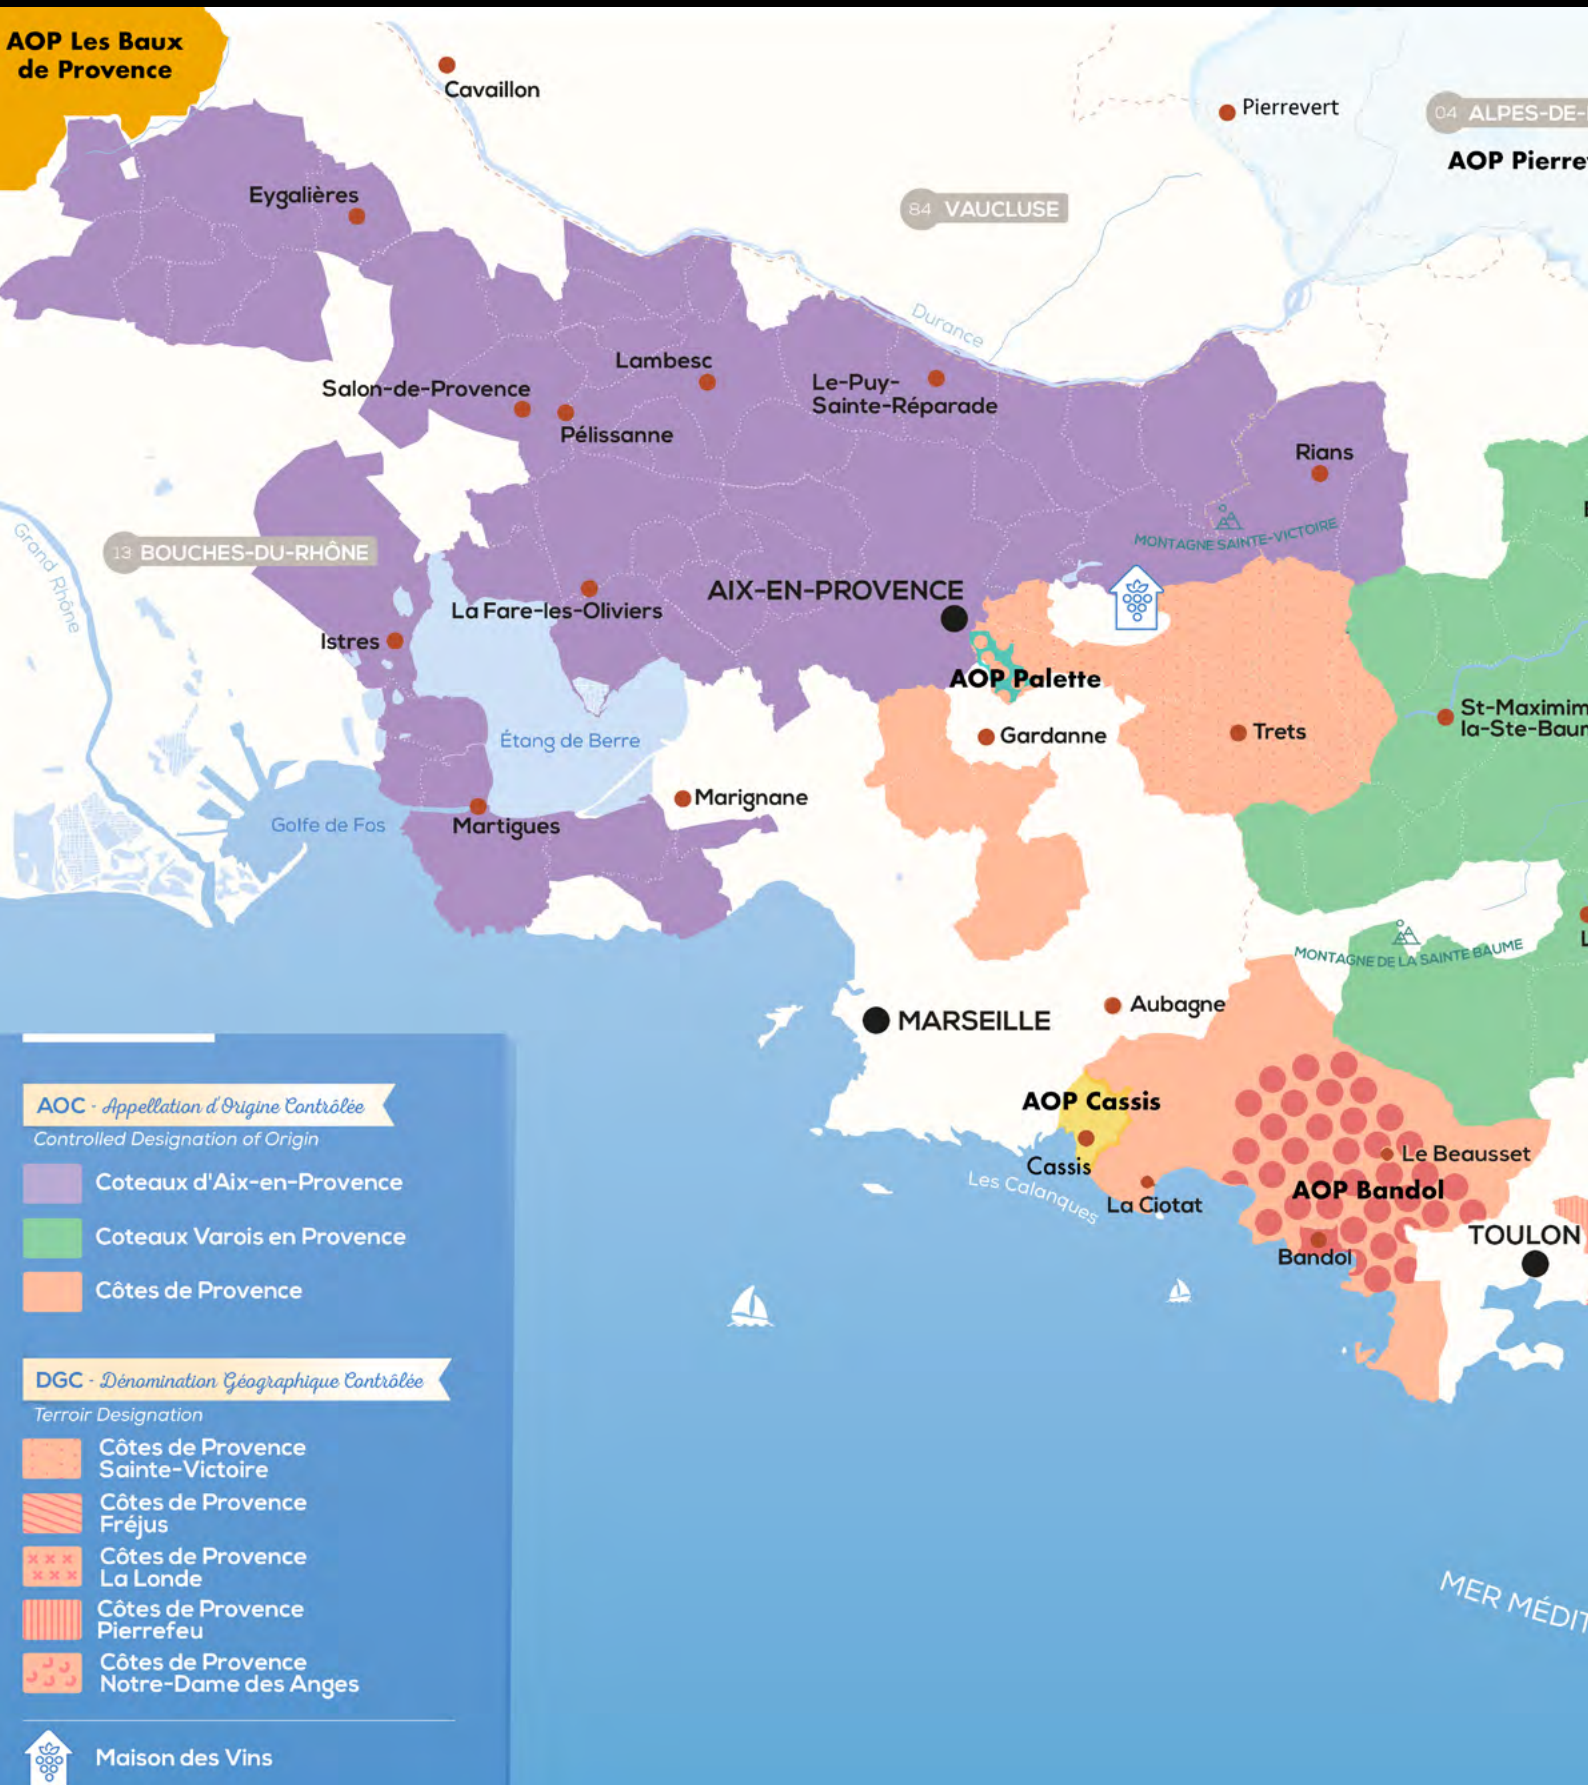 AOP Les Baux
de Provence
Cavaillon
Pierrevert
04 ALPES-DE-
AOP Pierre
Eygalières
84 VAUCLUSE
Durance
Lambesc
Le-Puy-
Sainte-Réparade
Salon-de-Provence
Pélissanne
Rians
MONTAGNE SAINTE-VICTOIRE
Grand Rhône
13 BOUCHES-DU-RHÔNE
AIX-EN-PROVENCE
La Fare-les-Oliviers
Istres
AOP Palette
St-Maximin
la-Ste-Baum
Étang de Berre
Gardanne
Trets
Marignane
Golfe de Fos
Martigues
MONTAGNE DE LA SAINTE BAUME
MARSEILLE
Aubagne
AOP Cassis
Cassis
Le Beausset
Les Calanques
La Ciotat
AOP Bandol
Bandol
TOULON
AOC - Appellation d'Origine Contrôlée
Controlled Designation of Origin
Coteaux d'Aix-en-Provence
Coteaux Varois en Provence
Côtes de Provence
DGC - Dénomination Géographique Contrôlée
Terroir Designation
Côtes de Provence
Sainte-Victoire
Côtes de Provence
Fréjus
Côtes de Provence
La Londe
Côtes de Provence
Pierrefeu
Côtes de Provence
Notre-Dame des Anges
Maison des Vins
MER MÉDIT